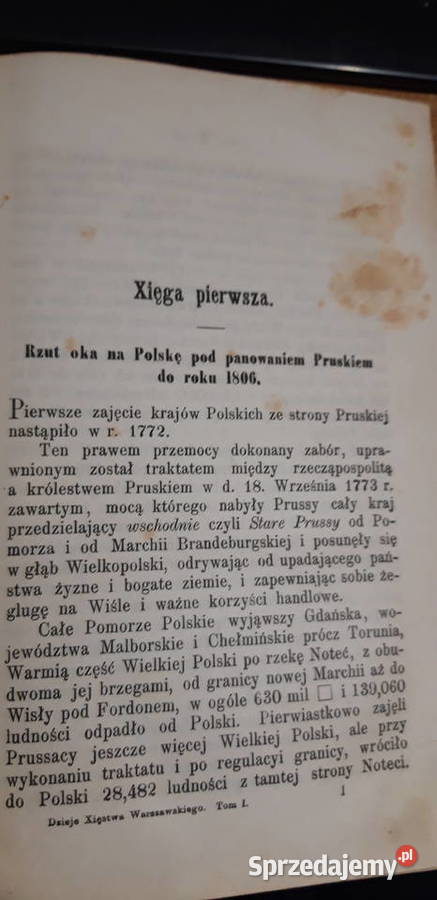 Xięga pierwsza.
Rzut oka na Polskę pod panowaniem Pruskiem
do roku 1806.
Pierwsze zajęcie krajów Polskich ze strony Pruskiej
nastąpiło w r. 1772.
Ten prawem przemocy dokonany zabór, upra-
wnionym został traktatem między rzecząpospolitą
a królestwem Pruskiem w d. 18. Września 1773 r.
zawartym, mocą którego nabyły Prussy cały kraj
przedzielający wschodnie czyli Stare Prussy od Po-
morza i od Marchii Brandeburgskiej i posunęły się
w głąb Wielkopolski, odrywając od upadającego pań-
stwa żyzne i bogate ziemie, i zapewniając sobie że-
glugę na Wiśle i ważne korzyści handlowe.
Całe Pomorze Polskie wyjąwszy Gdańska, wo-
jewództwa Malborskie i Chełmińskie prócz Torunia,
Warmią część Wielkiej Polski po rzekę Noteć, z obu-
dwoma jej brzegami, od granicy nowej Marchii aż do
Wisły pod Fordonem, w ogóle 630 mil □ i 139,060
ludności odpadło od Polski. Pierwiastkowo zajęli
Prussacy jeszcze więcej Wielkiej Polski, ale przy
wykonaniu traktatu i po regulacyi granicy, wróciło
do Polski 28,482 ludności z tamtej strony Noteci.
Dzieje Xięstwa Warszawskiego. Tom I. 1
Sprzedajemy.pl